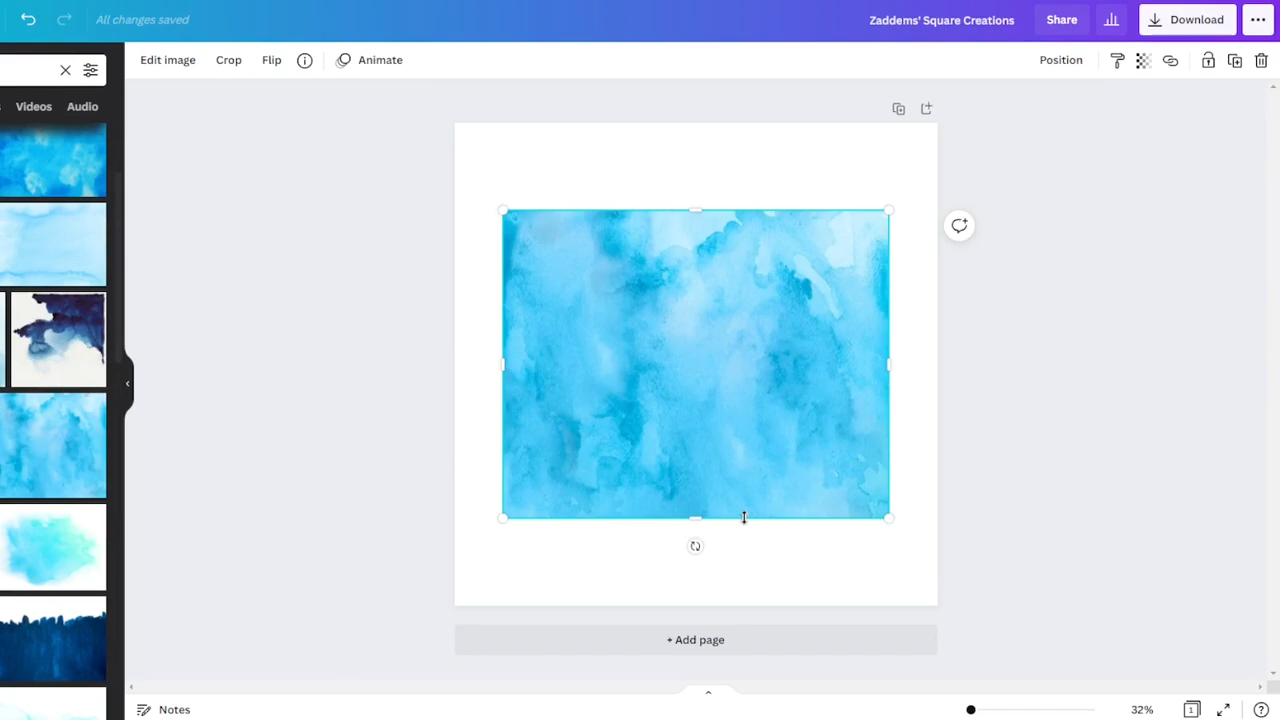 All changes saved
Zaddems' Square Creations
Share
Download
Edit image
Crop
Flip
Animate
Position
Videos
Audio
+ Add page
Notes
32%
1